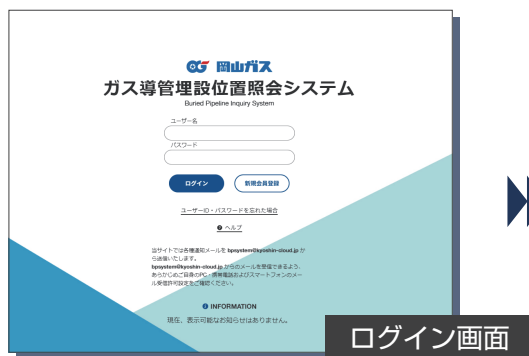 OG 岡山ガス
ガス導管埋設位置照会システム
Buried Pipeline Inquiry System
ユーザー名
パスワード
ログイン 新規会員登録
ユーザーID・パスワードを忘れた場合
? ヘルプ
当サイトでは各種通知メールを bpsystem@kyoshin-cloud.jp か
ら送信いたします。
bpsystem@kyoshin-cloud.jp からのメールを受信できるよう、
あらかじめご自身のPC・携帯電話およびスマートフォンのメー
ル受信許可設定をご確認ください。
i INFORMATION
現在、表示可能なお知らせはありません。
ログイン画面